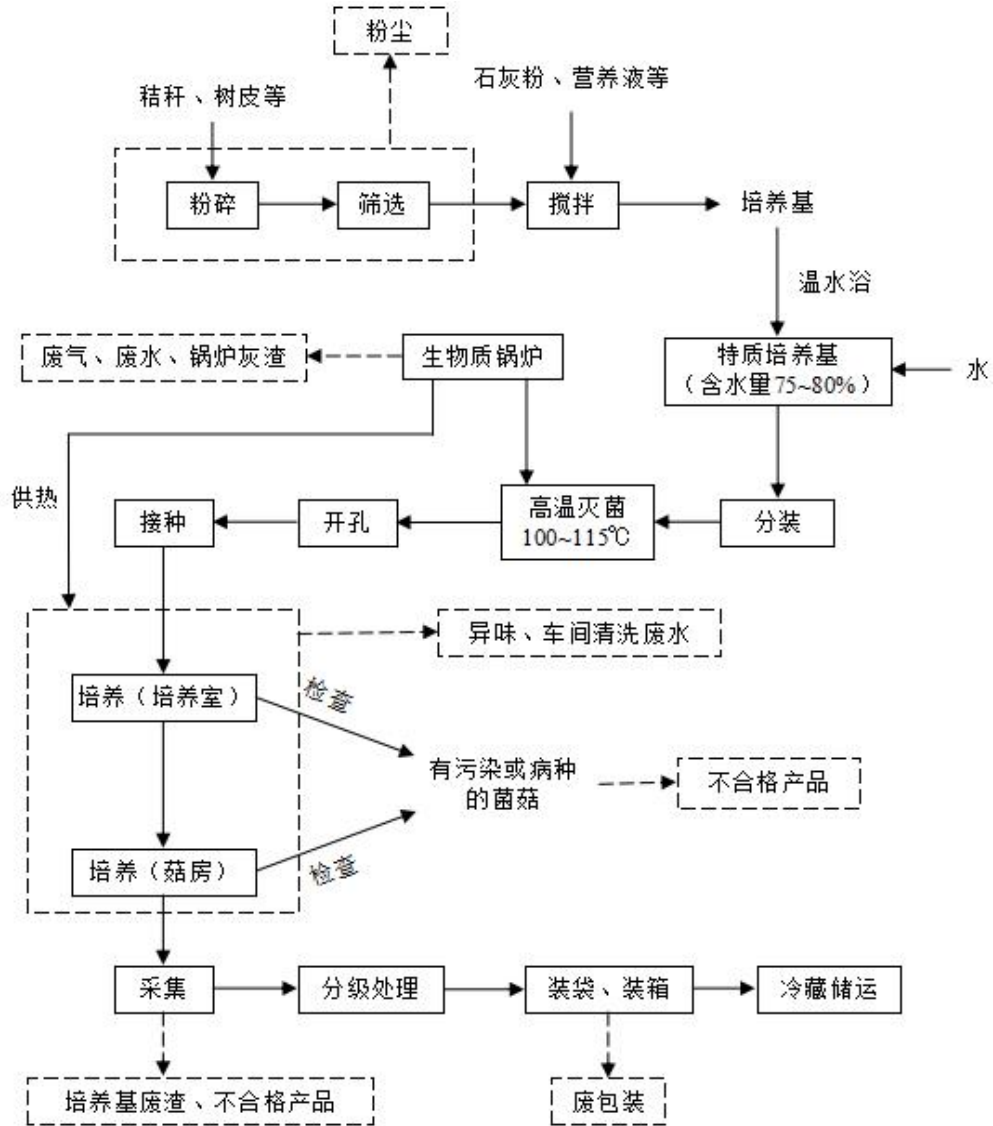 粉尘
石灰粉、营养液等
秸秆、树皮等
粉碎
筛选
搅拌
培养基
温水浴
废气、废水、锅炉灰渣
生物质锅炉
特质培养基
（含水量75~80%）
水
供热
接种
开孔
高温灭菌
100~115℃
分装
异味、车间清洗废水
培养（培养室）
检查
有污染或病种
的菌菇
不合格产品
培养（菇房）
检查
采集
分级处理
装袋、装箱
冷藏储运
培养基废渣、不合格产品
废包装